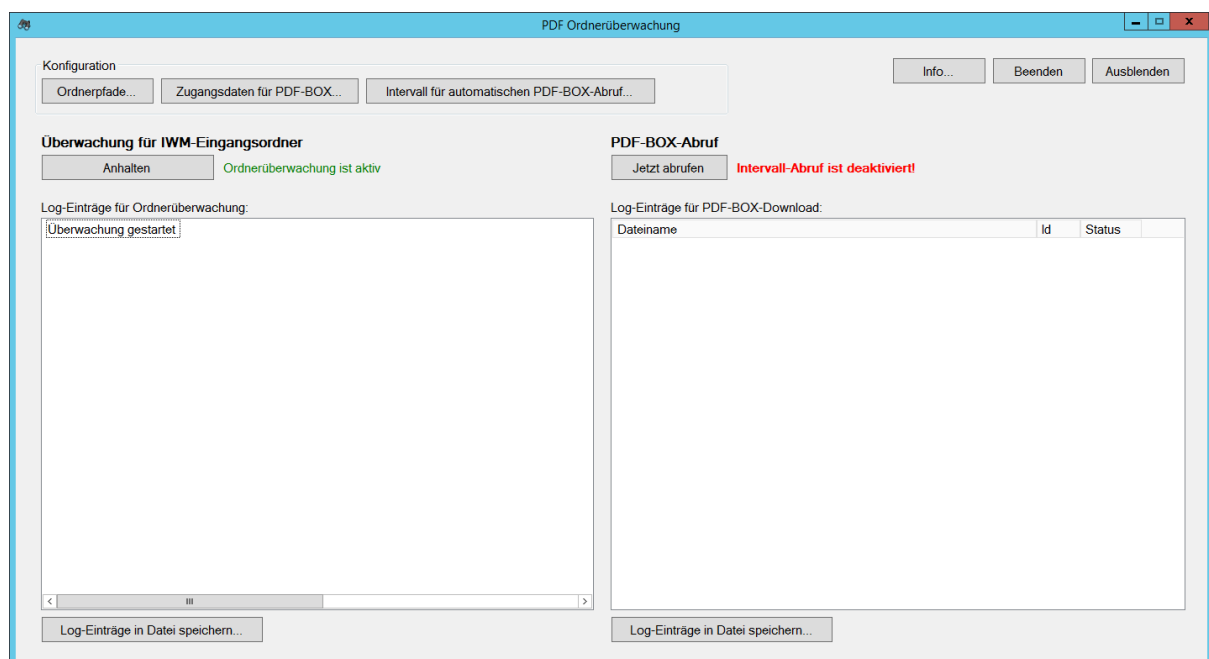 PDF Ordnerüberwachung
Konfiguration
Ordnerpfade... Zugangsdaten für PDF-BOX... Intervall für automatischen PDF-BOX-Abruf...
Info... Beenden Ausblenden
Überwachung für IWM-Eingangsordner
Anhalten Ordnerüberwachung ist aktiv
Log-Einträge für Ordnerüberwachung:
Überwachung gestartet
Log-Einträge in Datei speichern...
PDF-BOX-Abruf
Jetzt abrufen Intervall-Abruf ist deaktiviert!
Log-Einträge für PDF-BOX-Download:
Dateiname Id Status
Log-Einträge in Datei speichern...